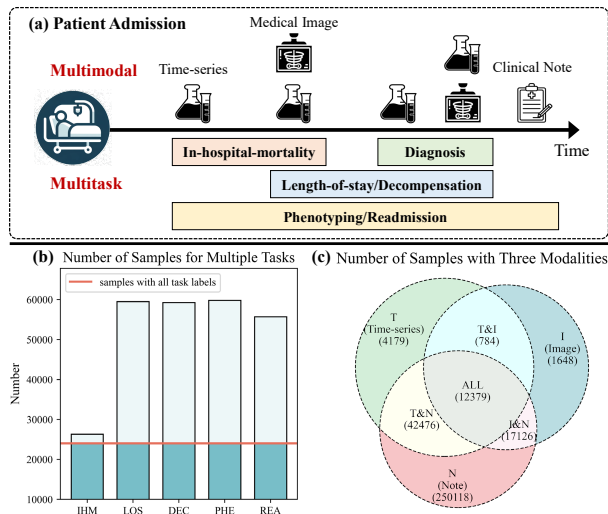 (a) Patient Admission
Multimodal
Multitask
Time-series
Medical Image
Clinical Note
Time
In-hospital-mortality
Diagnosis
Length-of-stay/Decompensation
Phenotyping/Readmission
(b) Number of Samples for Multiple Tasks
samples with all task labels
Number
60000
50000
40000
30000
20000
10000
IHM LOS DEC PHE REA
(c) Number of Samples with Three Modalities
T
(Time-series)
(4179)
T&I
(784)
I
(Image)
(1648)
ALL
(12379)
T&N
(42476)
I&N
(17126)
N
(Note)
(250118)